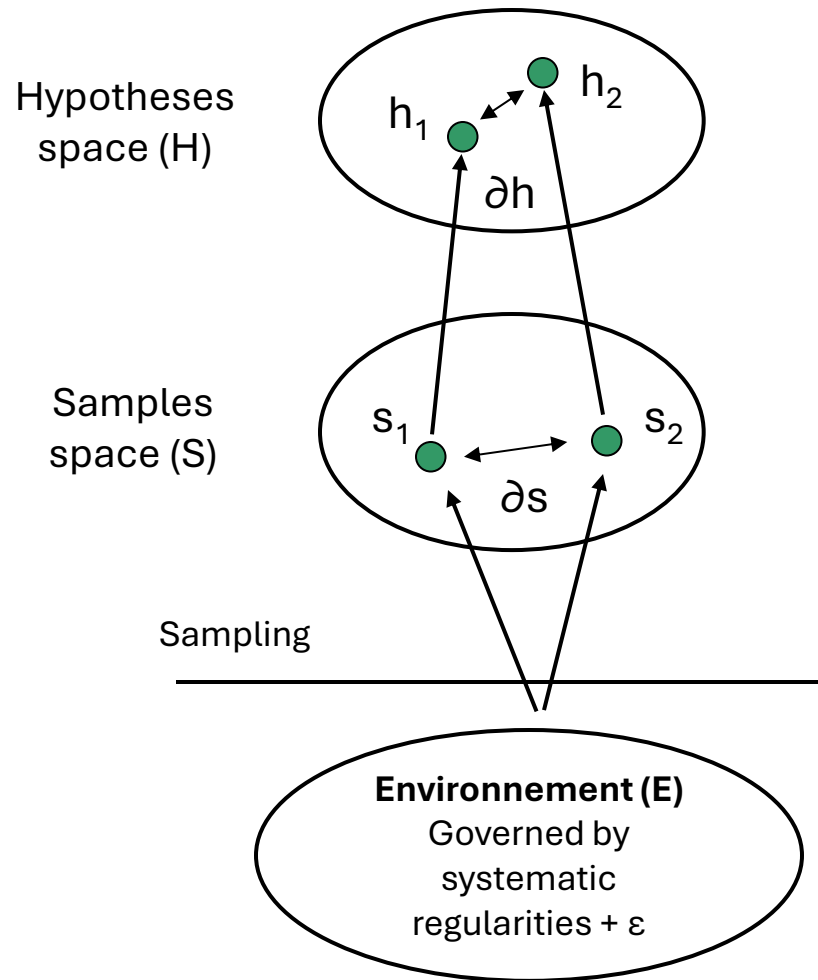 Hypotheses
space (H)
h₁
h₂
∂h
Samples
space (S)
s₁
s₂
∂s
Sampling
Environnement (E)
Governed by
systematic
regularities + ε